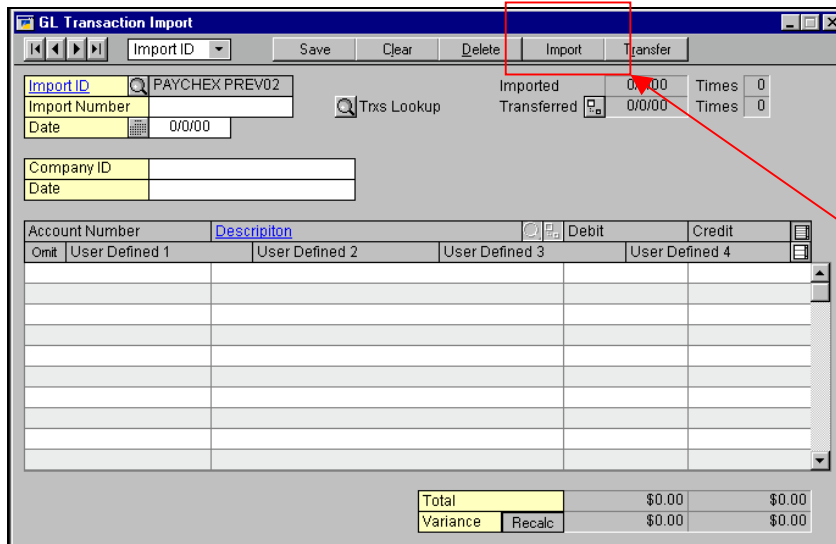 GL Transaction Import
Import ID Save Clear Delete Import Transfer
Import ID PAYCHEX PREV02 Imported 0/0/00 Times 0
Import Number Trxs Lookup Transferred 0/0/00 Times 0
Date 0/0/00
Company ID
Date
Account Number Descripiton Debit Credit
Omit User Defined 1 User Defined 2 User Defined 3 User Defined 4
Total $0.00 $0.00
Variance Recalc $0.00 $0.00